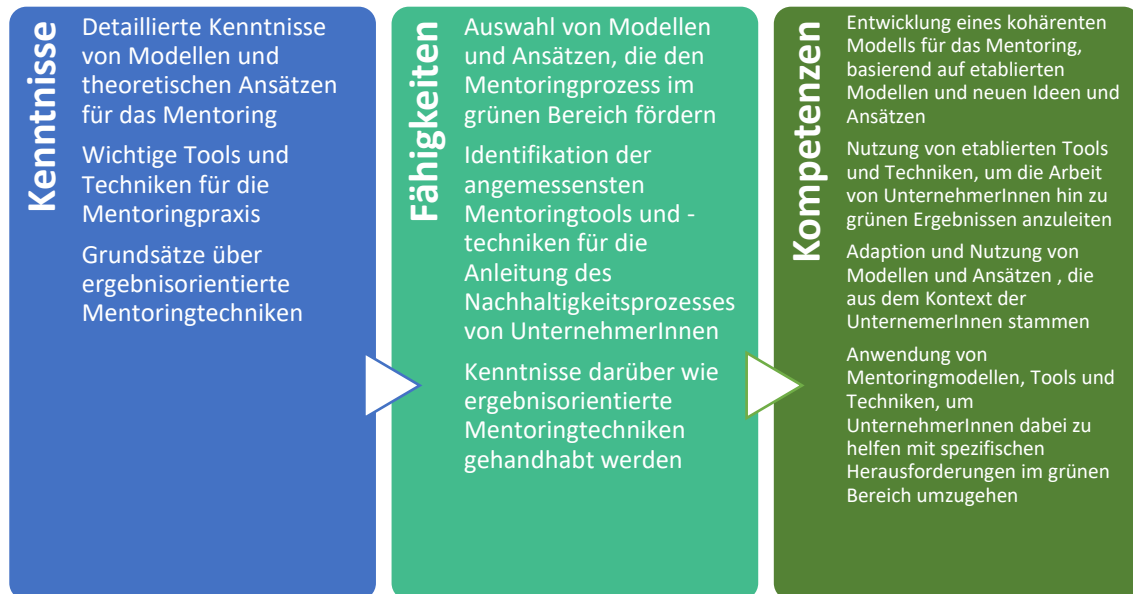 Kenntnisse
Detaillierte Kenntnisse
von Modellen und
theoretischen Ansätzen
für das Mentoring
Wichtige Tools und
Techniken für die
Mentoringpraxis
Grundsätze über
ergebnisorientierte
Mentoringtechniken
Fähigkeiten
Auswahl von Modellen
und Ansätzen, die den
Mentoringprozess im
grünen Bereich fördern
Identifikation der
angemessensten
Mentoringtools und -
techniken für die
Anleitung des
Nachhaltigkeitsprozesses
von UnternehmerInnen
Kenntnisse darüber wie
ergebnisorientierte
Mentoringtechniken
gehandhabt werden
Kompetenzen
Entwicklung eines kohärenten
Modells für das Mentoring,
basierend auf etablierten
Modellen und neuen Ideen und
Ansätzen
Nutzung von etablierten Tools
und Techniken, um die Arbeit
von UnternehmerInnen hin zu
grünen Ergebnissen anzuleiten
Adaption und Nutzung von
Modellen und Ansätzen , die
aus dem Kontext der
UnternemerInnen stammen
Anwendung von
Mentoringmodellen, Tools und
Techniken, um
UnternehmerInnen dabei zu
helfen mit spezifischen
Herausforderungen im grünen
Bereich umzugehen